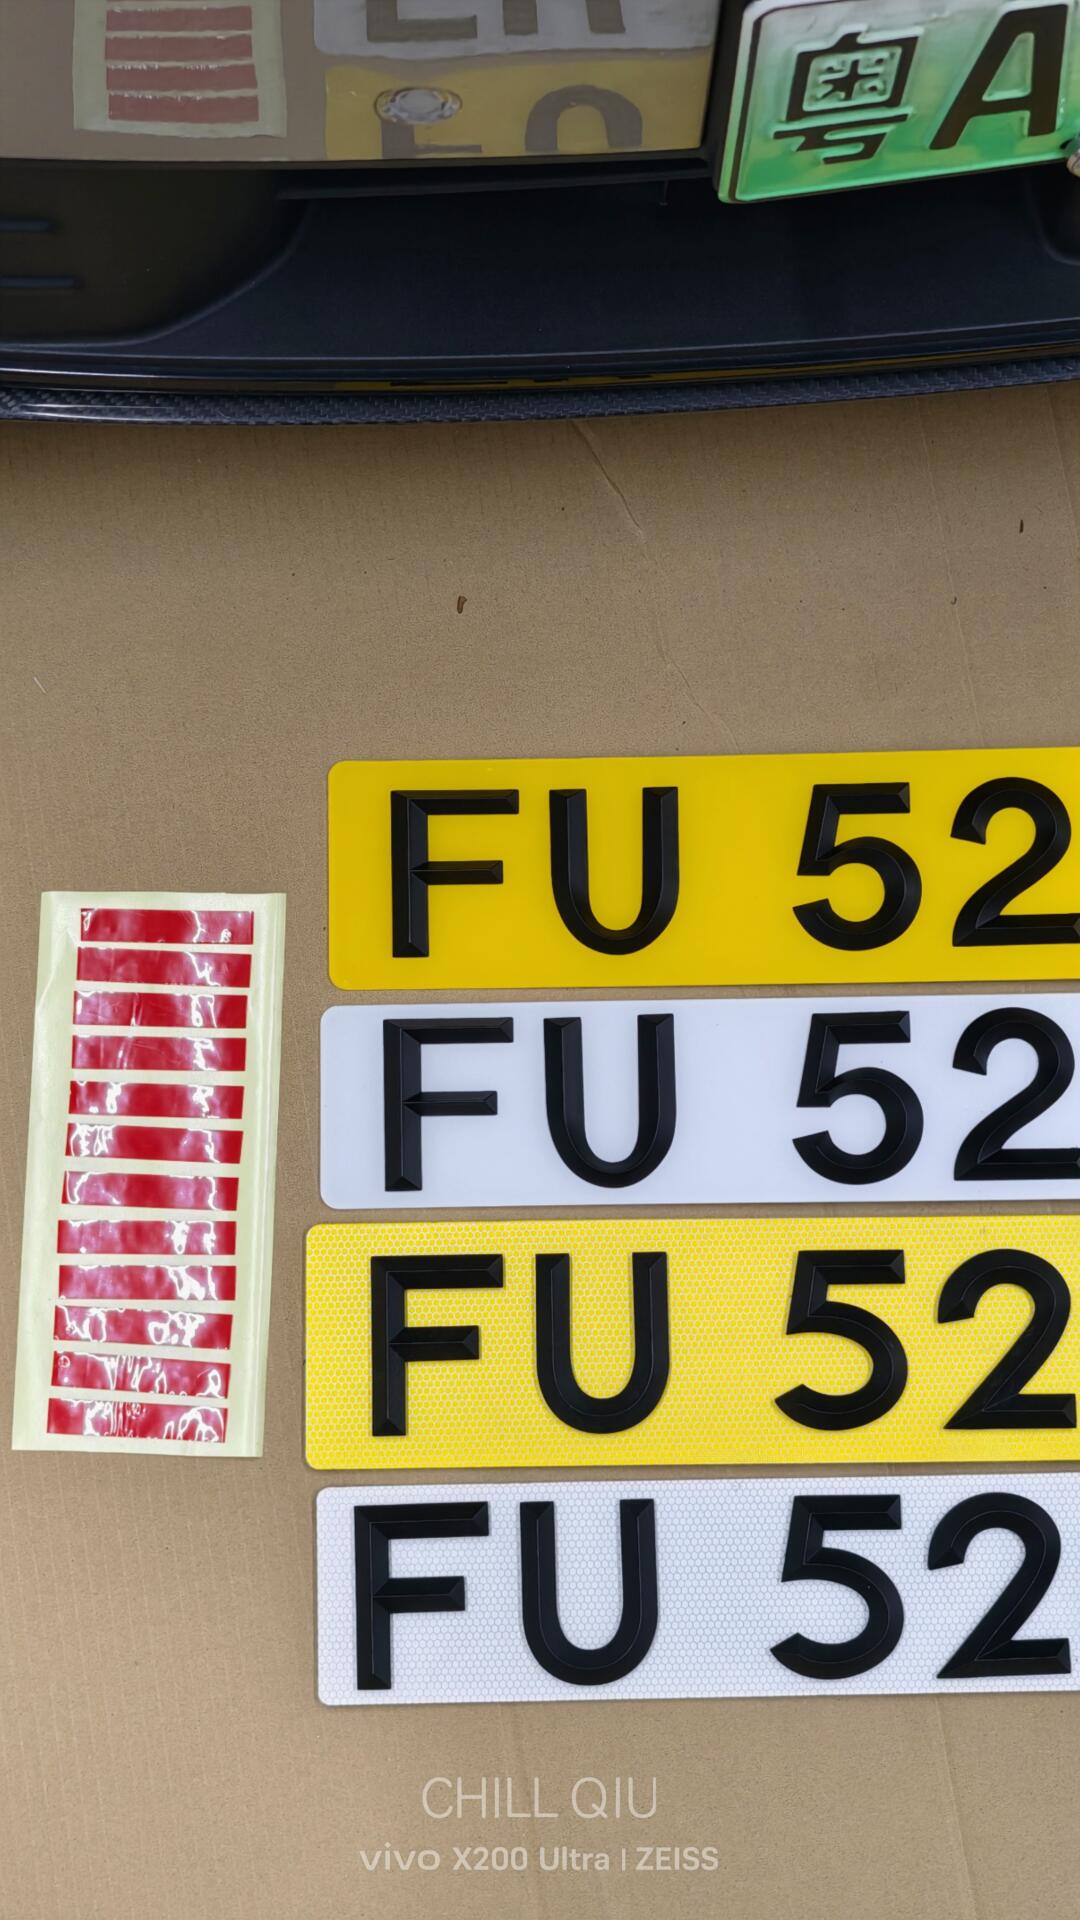 粤A
FU 52
FU 52
FU 52
FU 52
CHILL QIU
vivo X200 Ultra | ZEISS